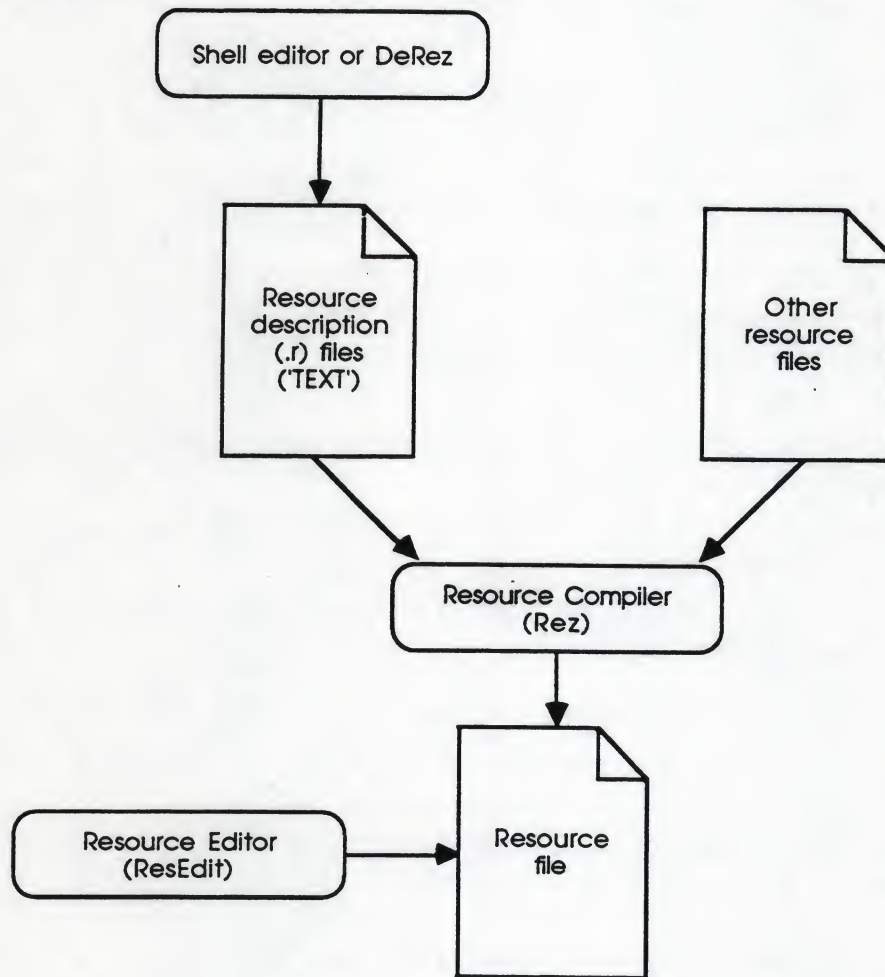 Shell editor or DeRez
Resource
description
(.r) files
('TEXT')
Other
resource
files
Resource Compiler
(Rez)
Resource Editor
(ResEdit)
Resource
file